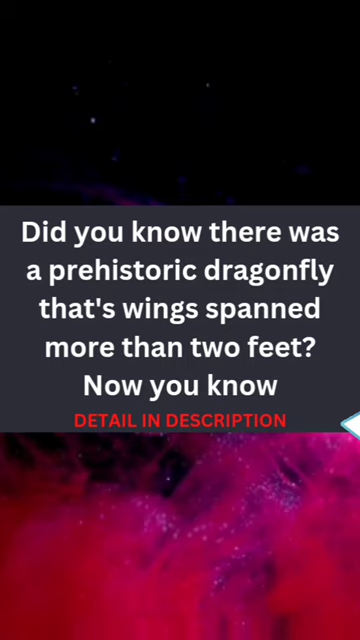 Did you know there was
a prehistoric dragonfly
that's wings spanned
more than two feet?
Now you know
DETAIL IN DESCRIPTION